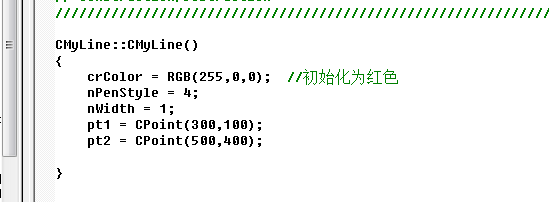 ////////////////////////////////////////////////////////////////
CMyLine::CMyLine()
{
crColor = RGB(255,0,0); //初始化为红色
nPenStyle = 4;
nWidth = 1;
pt1 = CPoint(300,100);
pt2 = CPoint(500,400);
}